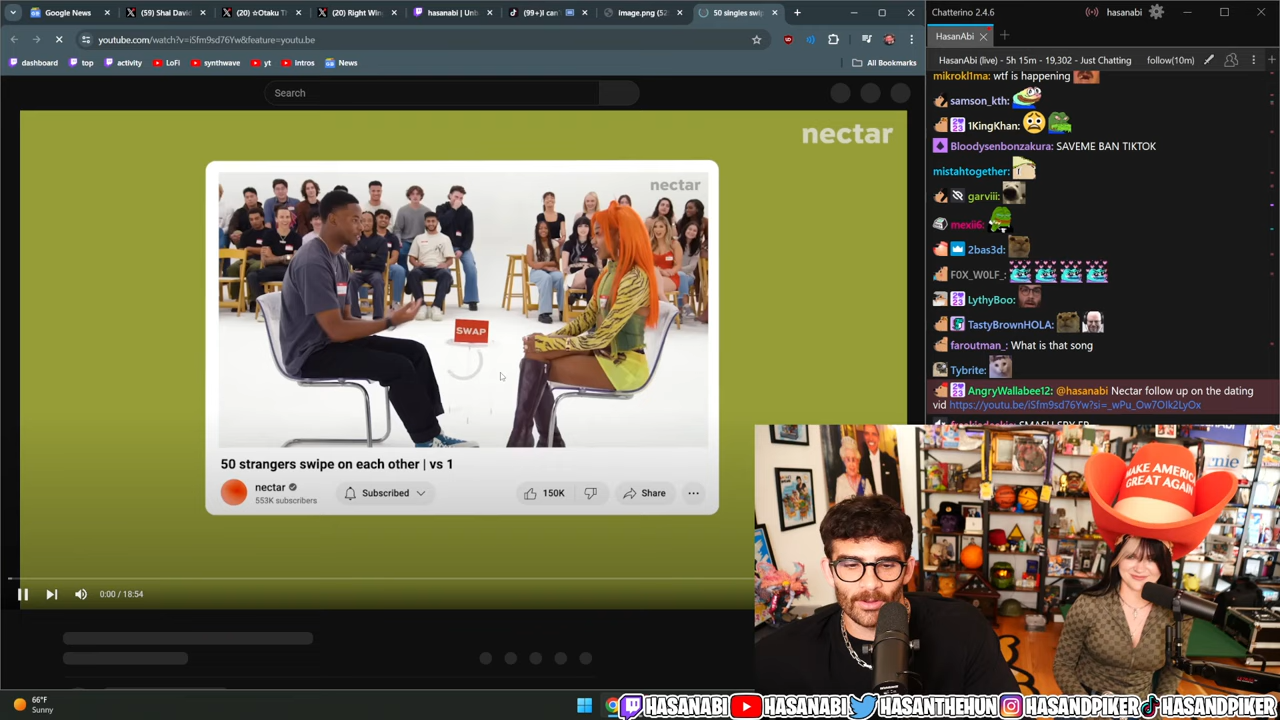 Google News
(59) Shai David
(20) ☆Otaku T
(20) Right Wing
hasanabi | Unb
(99+) I can
image.png (52
50 singles swip
youtube.com/watch?v=iSfm9sd76Yw&feature=youtu.be
dashboard
top
activity
LoFi
synthwave
yt
intros
News
All Bookmarks
Search
nectar
nectar
SWAP
50 strangers swipe on each other | vs 1
nectar
553K subscribers
Subscribed
150K
Share
0:00 / 18:54
Chatterino 2.4.6
hasanabi
HasanAbi
HasanAbi (live) - 5h 15m - 19,302 - Just Chatting
follow(10m)
mikrokl1ma: wtf is happening
samson_kth:
1KingKhan:
Bloodysenbonzakura: SAVEME BAN TIKTOK
mistahtogether:
garviii:
mexii6:
2bas3d:
F0X_W0LF_:
LythyBoo:
TastyBrownHOLA:
faroutman_: What is that song
Tybrite:
AngryWallabee12: @hasanabi Nectar follow up on the dating
vid https://youtu.be/iSfm9sd76Yw?si=_wPu_Ow7OIk2LyOx
MAKE AMERICA
GREAT AGAIN
66°F
Sunny
HASANABI
HASANABI
HASANTHEHUN
HASANDPIKER
HASANDPIKER